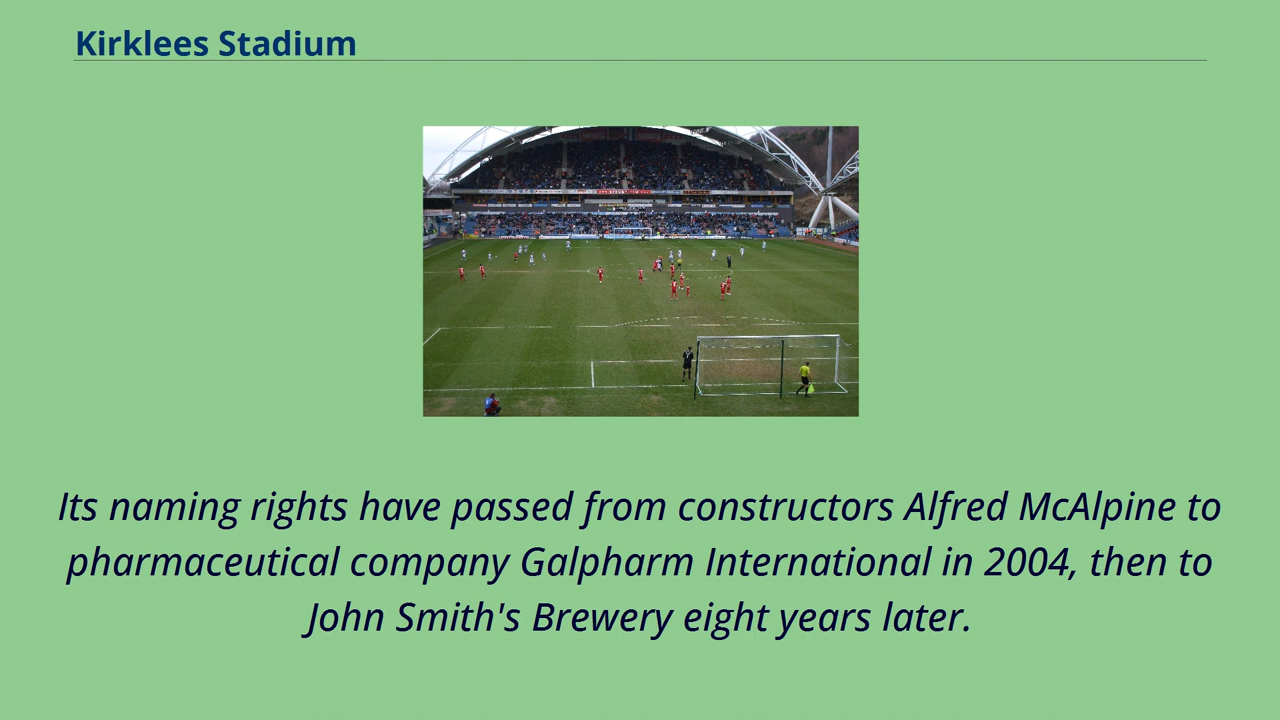 Kirklees Stadium
Its naming rights have passed from constructors Alfred McAlpine to
pharmaceutical company Galpharm International in 2004, then to
John Smith's Brewery eight years later.